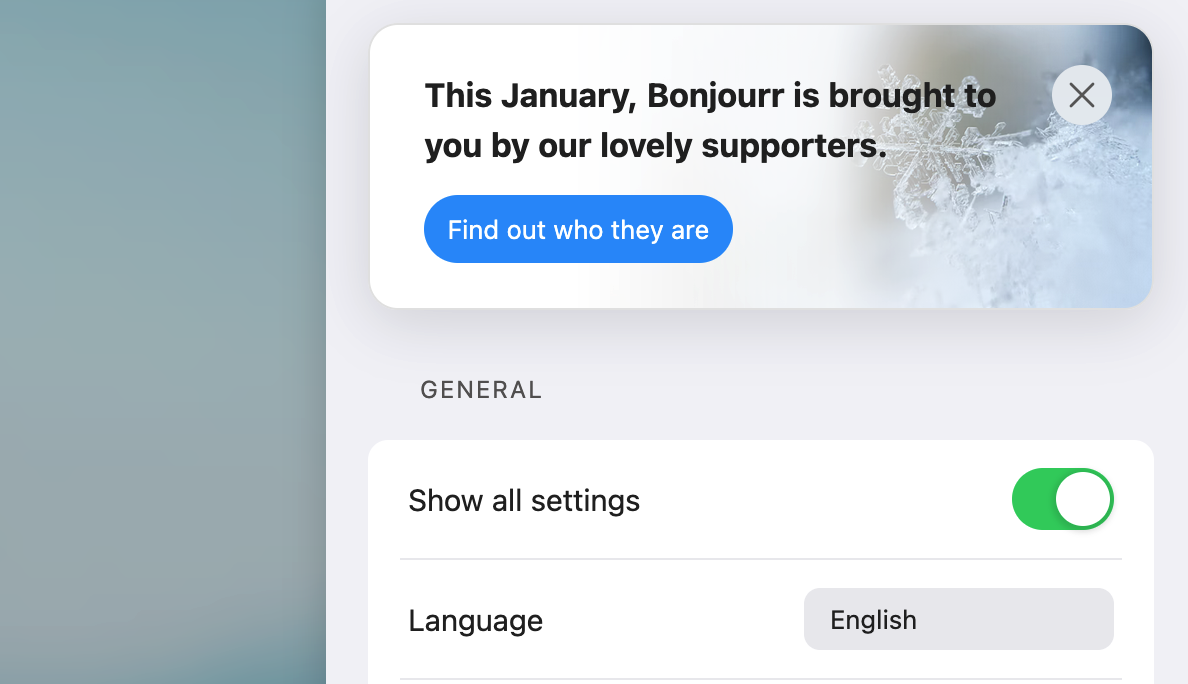 This January, Bonjourr is brought to
you by our lovely supporters.
Find out who they are
GENERAL
Show all settings
Language
English